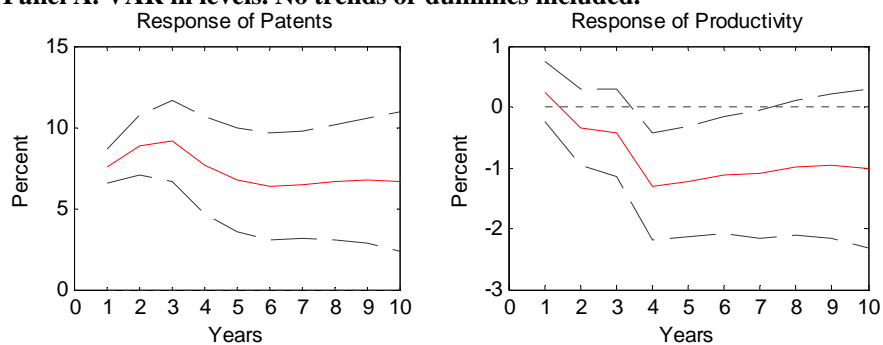 Panel A: VAR in levels. No trends or dummies included.
Response of Patents
15
10
5
0
Percent
0 1 2 3 4 5 6 7 8 9 10
Years
Response of Productivity
1
0
-1
-2
-3
Percent
0 1 2 3 4 5 6 7 8 9 10
Years